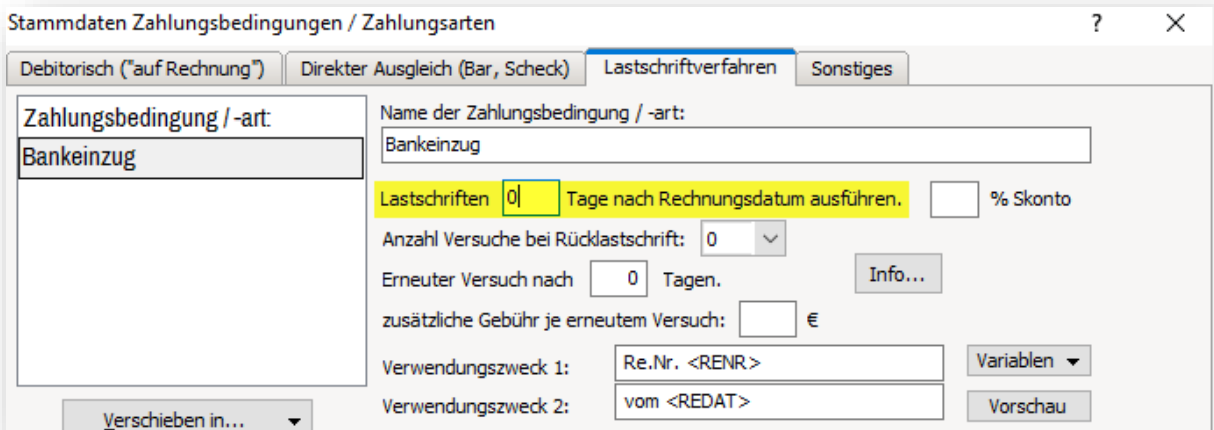 Stammdaten Zahlungsbedingungen / Zahlungsarten ? X
Debitorisch ("auf Rechnung") Direkter Ausgleich (Bar, Scheck) Lastschriftverfahren Sonstiges
Zahlungsbedingung / -art:
Bankeinzug
Name der Zahlungsbedingung / -art:
Bankeinzug
Lastschriften 0 Tage nach Rechnungsdatum ausführen. % Skonto
Anzahl Versuche bei Rücklastschrift: 0
Erneuter Versuch nach 0 Tagen. Info...
zusätzliche Gebühr je erneutem Versuch: €
Verwendungszweck 1: Re.Nr. <RENR> Variablen
Verwendungszweck 2: vom <REDAT> Vorschau
Verschieben in...